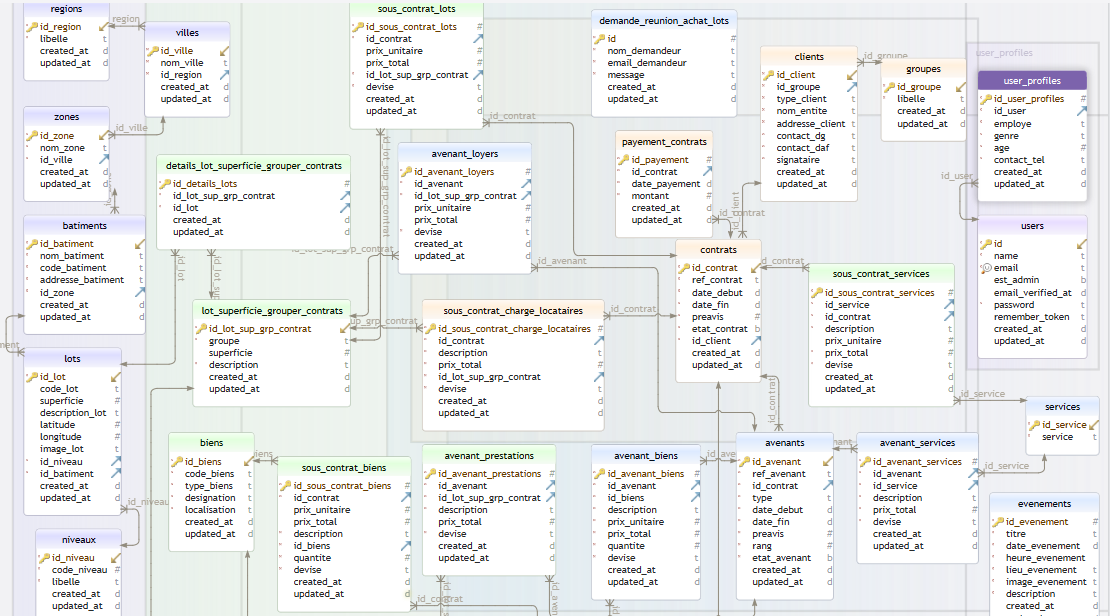 regions
id_region
libelle t
created_at d
updated_at d
region
villes
id_ville
nom_ville t
id_region
created_at d
updated_at d
zones
id_zone
nom_zone t
id_ville
created_at d
updated_at d
id_ville
batiments
id_batiment
nom_batiment t
code_batiment t
addresse_batiment t
id_zone
created_at d
updated_at d
lots
id_lot
code_lot t
superficie #
description_lot t
latitude #
longitude #
image_lot t
id_niveau
id_batiment
created_at d
updated_at d
id_niveau
niveaux
id_niveau
code_niveau #
libelle t
created_at d
updated_at d
details_lot_superficie_grouper_contrats
id_details_lots #
id_lot_sup_grp_contrat
id_lot
created_at d
updated_at d
id_lot
id_lot_sup
lot_superficie_grouper_contrats
id_lot_sup_grp_contrat
groupe t
superficie #
description t
created_at d
updated_at d
biens
id_biens
code_biens t
type_biens t
designation t
localisation t
created_at d
updated_at d
iens
sous_contrat_lots
id_sous_contrat_lots #
id_contrat
prix_unitaire #
prix_total #
id_lot_sup_grp_contrat
devise t
created_at d
updated_at d
id_contrat
id_lot_sup_grp_contrat
avenant_loyers
id_avenant_loyers #
id_avenant
id_lot_sup_grp_contrat
prix_unitaire #
prix_total #
devise t
created_at d
updated_at d
id_lot_sup_grp_contrat
id_avenant
sous_contrat_charge_locataires
id_sous_contrat_charge_locataires #
id_contrat
description t
prix_total #
id_lot_sup_grp_contrat
devise t
created_at d
updated_at d
up_grp_contrat
id_contrat
sous_contrat_biens
id_sous_contrat_biens #
id_contrat
prix_unitaire #
prix_total #
description t
id_biens
quantite #
devise t
created_at d
updated_at d
id_contrat
avenant_prestations
id_avenant_prestations #
id_avenant
id_lot_sup_grp_contrat
description t
prix_total #
devise t
created_at d
updated_at d
demande_reunion_achat_lots
id #
nom_demandeur t
email_demandeur t
message t
created_at d
updated_at d
payement_contrats
id_payement #
id_contrat
date_payement d
montant #
created_at d
updated_at d
id_contrat
id_client
clients
id_client
id_groupe
type_client t
nom_entite t
addresse_client t
contact_dg t
contact_daf t
signataire t
created_at d
updated_at d
id_groupe
groupes
id_groupe
libelle t
created_at d
updated_at d
contrats
id_contrat
ref_contrat t
date_debut d
date_fin d
preavis #
etat_contrat b
id_client
created_at d
updated_at d
d_contrat
id_contrat
sous_contrat_services
id_sous_contrat_services #
id_service
id_contrat
description t
prix_unitaire #
prix_total #
devise t
created_at d
updated_at d
id_service
avenant_biens
id_avenant_biens #
id_avenant
id_biens
description t
prix_unitaire #
prix_total #
quantite #
devise t
created_at d
updated_at d
id_ave
avenants
id_avenant
ref_avenant t
id_contrat
type t
date_debut d
date_fin d
preavis #
rang #
etat_avenant b
created_at d
updated_at d
nant
avenant_services
id_avenant_services #
id_avenant
id_service
description t
prix_total #
devise t
created_at d
updated_at d
id_service
user_profiles
user_profiles
id_user_profiles #
id_user
employe t
genre t
age #
contact_tel t
created_at d
updated_at d
id_user
users
id
name t
email t
est_admin b
email_verified_at d
password t
remember_token t
created_at d
updated_at d
services
id_service
service t
evenements
id_evenement #
titre t
date_evenement d
heure_evenement
lieu_evenement t
image_evenement t
description t
created_at d